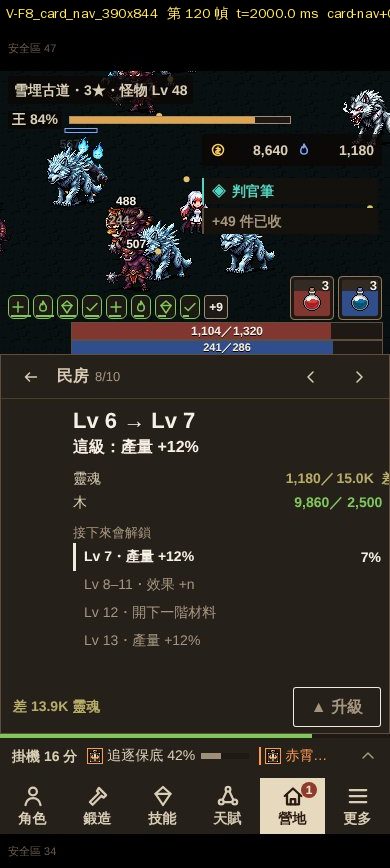 V-F8_card_nav_390x844 第 120 幀 t=2000.0 ms card-nav+
安全區 47
雪埋古道・3★・怪物 Lv 48
王 84%
8,640 1,180
判官筆
+49 件已收
488
244
507
3 3
+9
1,104／1,320
241／286
民房 8/10
Lv 6 → Lv 7
這級：產量 +12%
靈魂 1,180／15.0K 差
木 9,860／2,500
接下來會解鎖
Lv 7・產量 +12% 7%
Lv 8–11・效果 +n
Lv 12・開下一階材料
Lv 13・產量 +12%
差 13.9K 靈魂 ▲ 升級
掛機 16 分 追逐保底 42% 赤霄…
1
角色 鍛造 技能 天賦 營地 更多
安全區 34